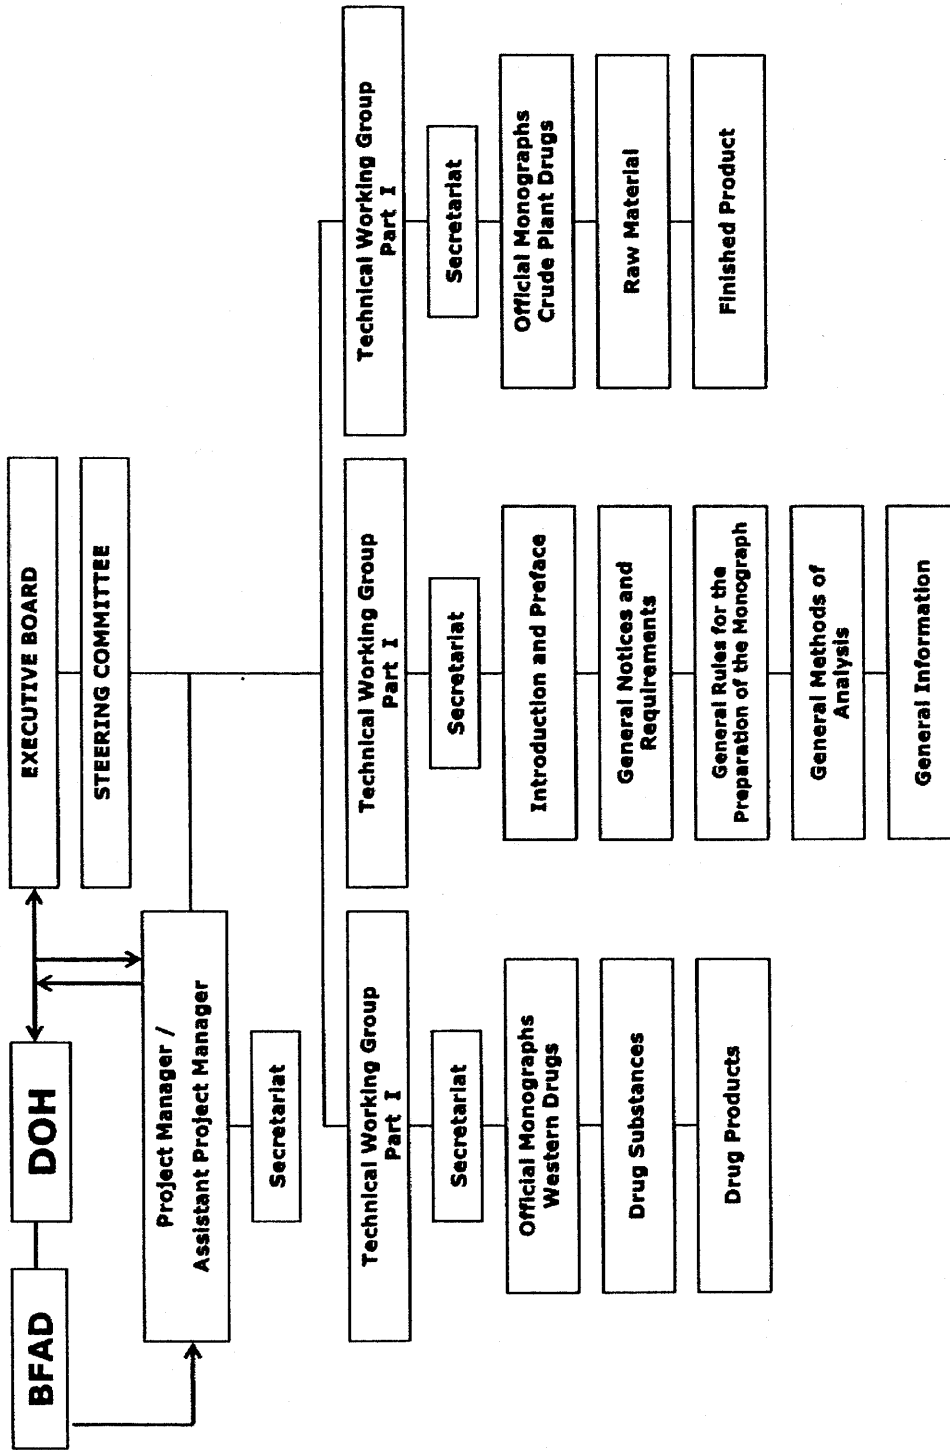 BFAD
DOH
EXECUTIVE BOARD
STEERING COMMITTEE
Project Manager /
Assistant Project Manager
Secretariat
Technical Working Group
Part I
Secretariat
Official Monographs
Western Drugs
Drug Substances
Drug Products
Technical Working Group
Part I
Secretariat
Introduction and Preface
General Notices and
Requirements
General Rules for the
Preparation of the Monograph
General Methods of
Analysis
General Information
Technical Working Group
Part I
Secretariat
Official Monographs
Crude Plant Drugs
Raw Material
Finished Product